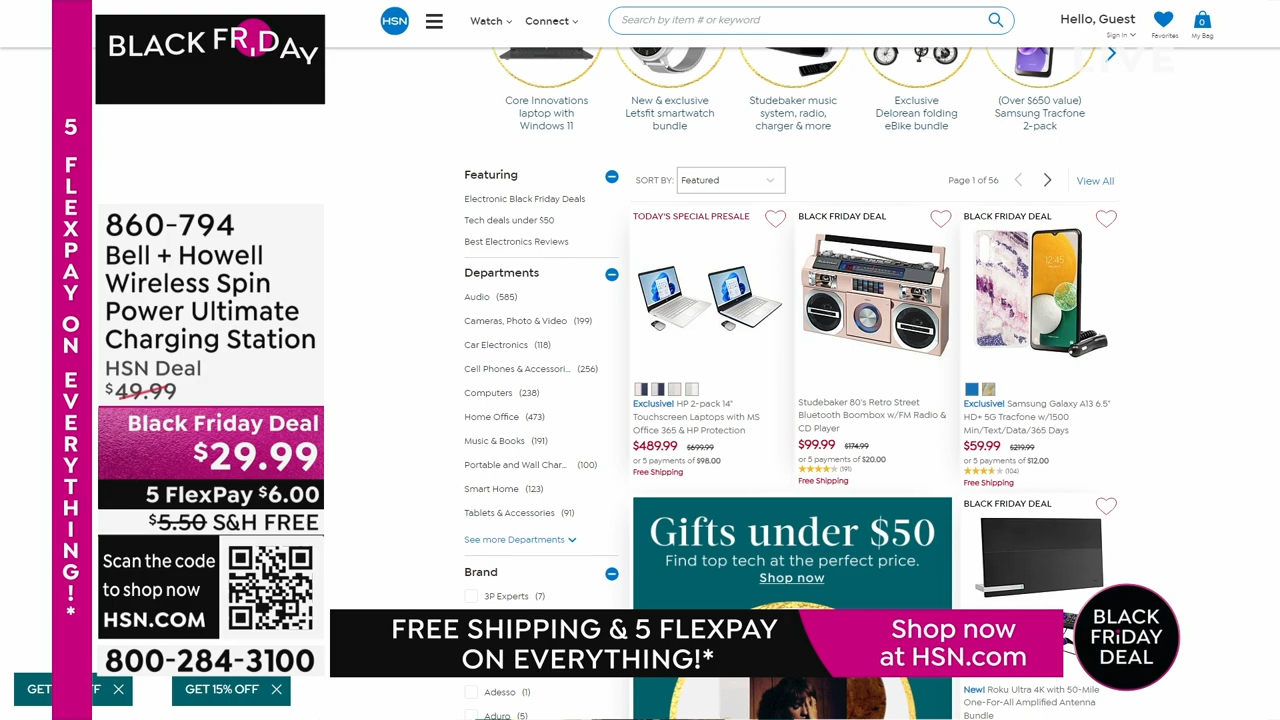 BLACK FRIDAY
5 FLEXPAY ON EVERYTHING!*
860-794
Bell + Howell
Wireless Spin
Power Ultimate
Charging Station
HSN Deal
$49.99
Black Friday Deal
$29.99
5 FlexPay $6.00
$5.50 S&H FREE
Scan the code
to shop now
HSN.COM
800-284-3100
GET
FF ×
GET 15% OFF ×
HSN
Watch
Connect
Search by item # or keyword
Hello, Guest
Sign In
Favorites
0
My Bag
LIVE
Core Innovations
laptop with
Windows 11
New & exclusive
Letsfit smartwatch
bundle
Studebaker music
system, radio,
charger & more
Exclusive
Delorean folding
eBike bundle
(Over $650 value)
Samsung Tracfone
2-pack
Featuring
Electronic Black Friday Deals
Tech deals under $50
Best Electronics Reviews
Departments
Audio (585)
Cameras, Photo & Video (199)
Car Electronics (118)
Cell Phones & Accessori... (256)
Computers (238)
Home Office (473)
Music & Books (191)
Portable and Wall Char... (100)
Smart Home (123)
Tablets & Accessories (91)
See more Departments
Brand
3P Experts (7)
Adesso (1)
Aduro (5)
SORT BY: Featured
Page 1 of 56
View All
TODAY'S SPECIAL PRESALE
Exclusive! HP 2-pack 14"
Touchscreen Laptops with MS
Office 365 & HP Protection
$489.99 $699.99
or 5 payments of $98.00
Free Shipping
BLACK FRIDAY DEAL
Studebaker 80's Retro Street
Bluetooth Boombox w/FM Radio &
CD Player
$99.99 $174.99
or 5 payments of $20.00
(191)
Free Shipping
BLACK FRIDAY DEAL
12:45
Exclusive! Samsung Galaxy A13 6.5"
HD+ 5G Tracfone w/1500
Min/Text/Data/365 Days
$59.99 $219.99
or 5 payments of $12.00
(104)
Free Shipping
Gifts under $50
Find top tech at the perfect price.
Shop now
BLACK FRIDAY DEAL
New! Roku Ultra 4K with 50-Mile
One-For-All Amplified Antenna
Bundle
FREE SHIPPING & 5 FLEXPAY
ON EVERYTHING!*
Shop now
at HSN.com
BLACK
FRIDAY
DEAL